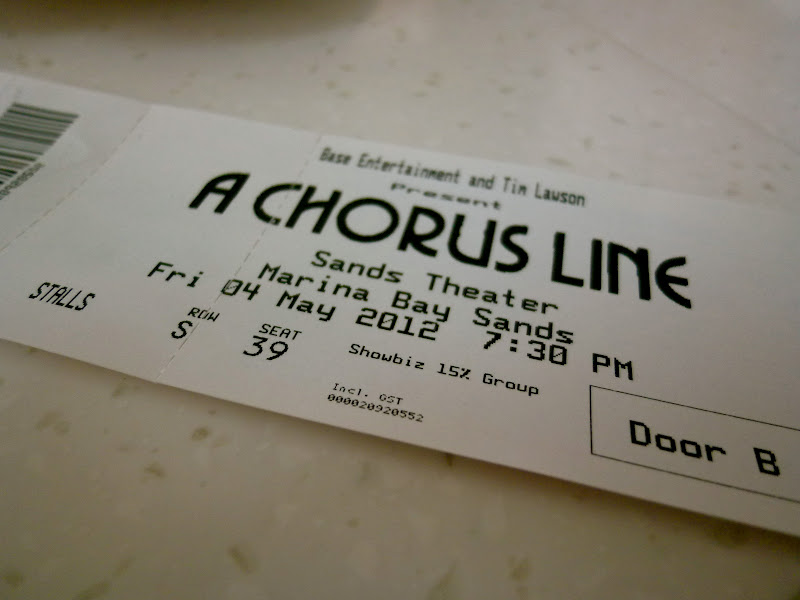 Base Entertainment and Tim Lawson
Present
A CHORUS LINE
Sands Theater
Marina Bay Sands
Fri 04 May 2012 7:30 PM
STALLS
ROW
S
SEAT
39
Showbiz 15% Group
Incl. GST
000020920552
Door B